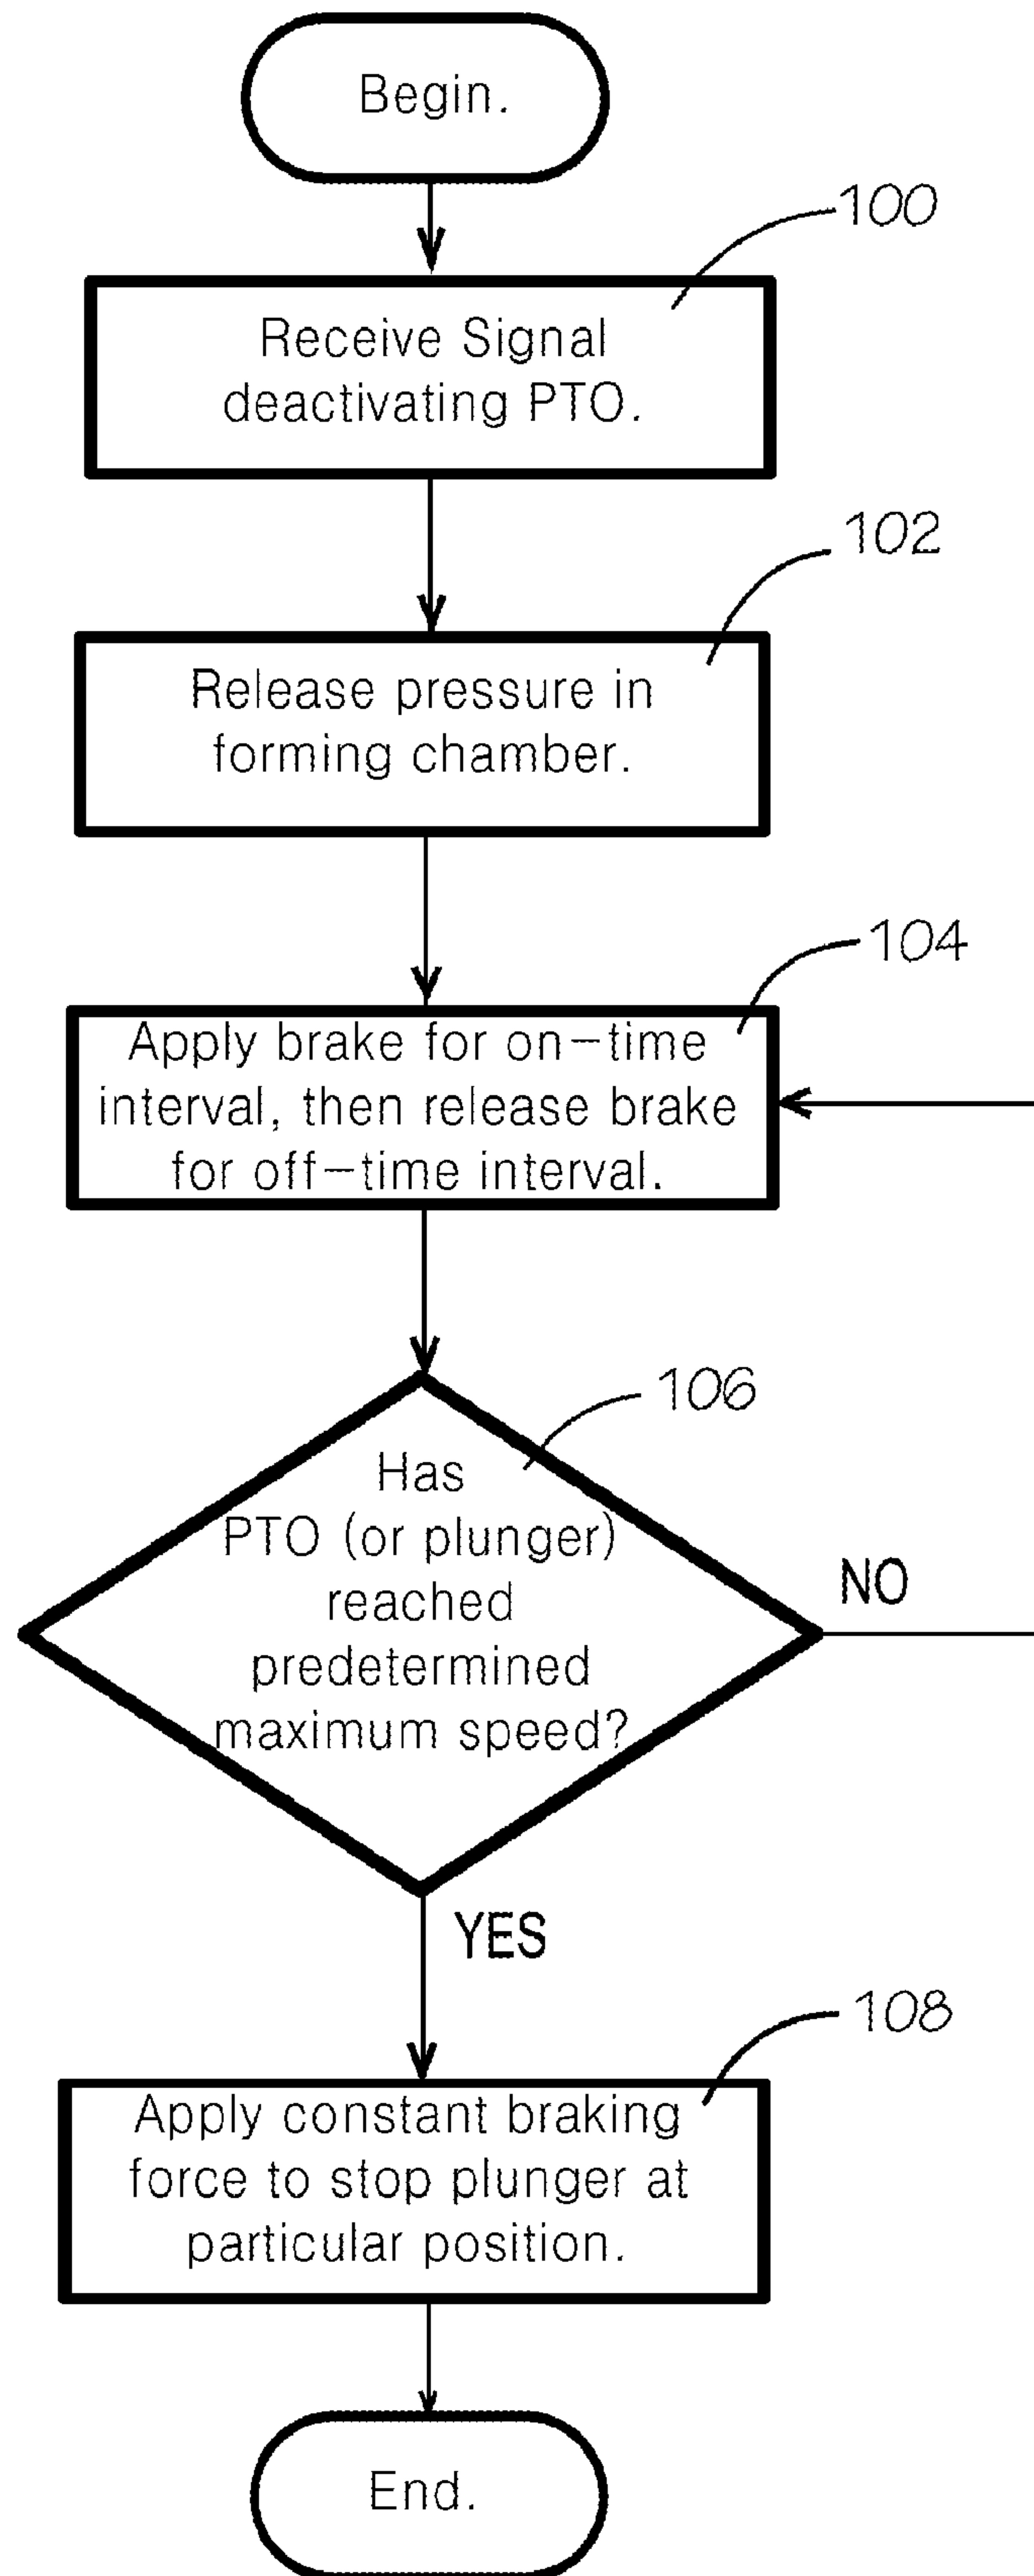 Begin.
100
Receive Signal
deactivating PTO.
102
Release pressure in
forming chamber.
104
Apply brake for on-time
interval, then release brake
for off-time interval.
106
Has
PTO (or plunger)
reached
predetermined
maximum speed?
NO
YES
108
Apply constant braking
force to stop plunger at
particular position.
End.